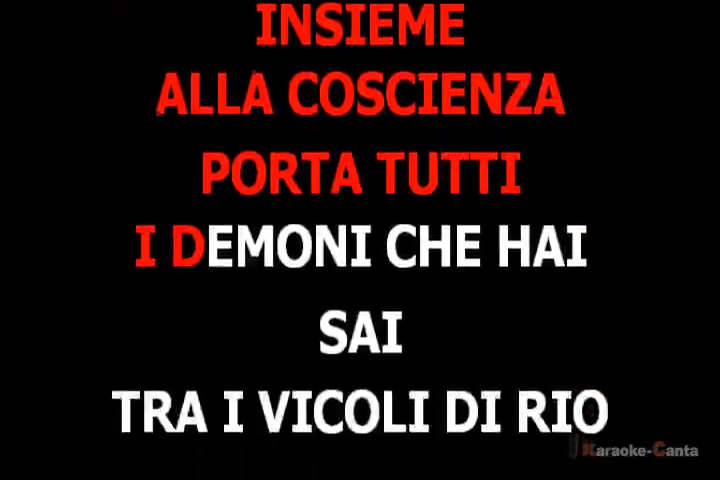 INSIEME
ALLA COSCIENZA
PORTA TUTTI
I DEMONI CHE HAI
SAI
TRA I VICOLI DI RIO
Karaoke-Canta